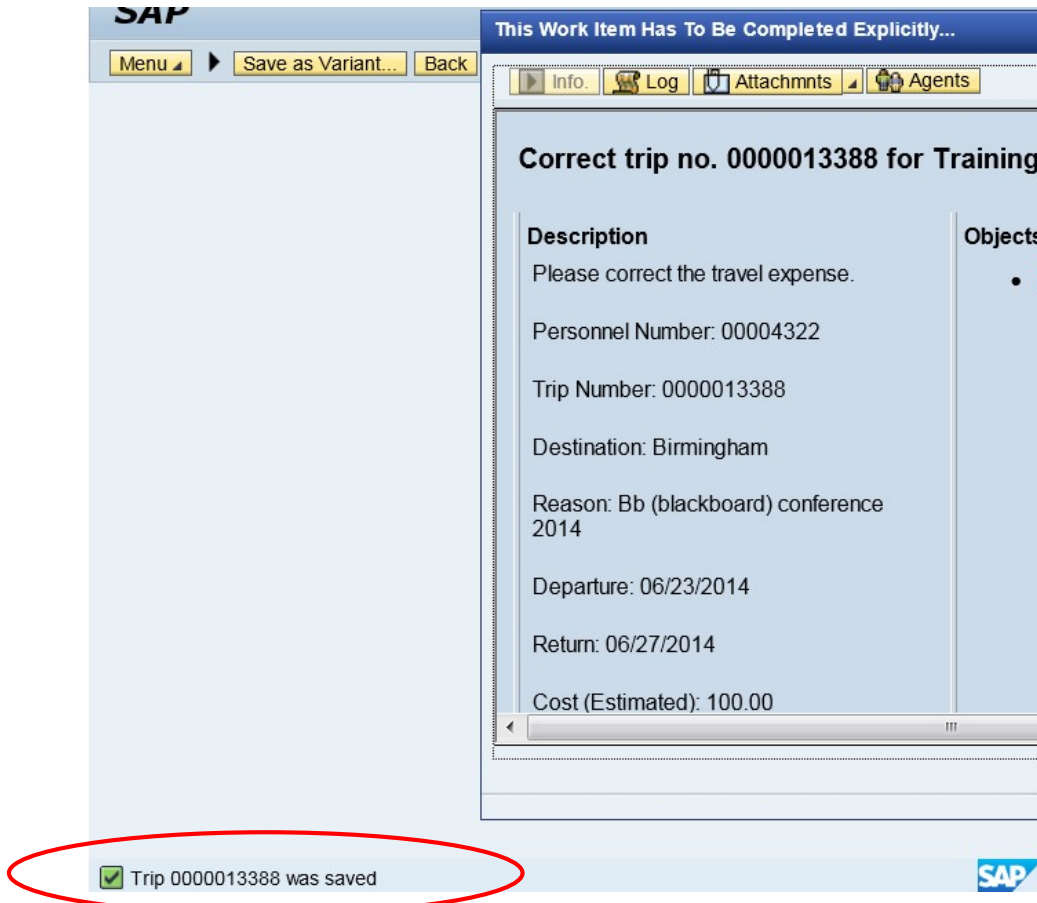 SAP
This Work Item Has To Be Completed Explicitly...
Menu Save as Variant... Back
Info. Log Attachmnts Agents
Correct trip no. 0000013388 for Training
Description
Objects
Please correct the travel expense.
Personnel Number: 00004322
Trip Number: 0000013388
Destination: Birmingham
Reason: Bb (blackboard) conference
2014
Departure: 06/23/2014
Return: 06/27/2014
Cost (Estimated): 100.00
Trip 0000013388 was saved
SAP